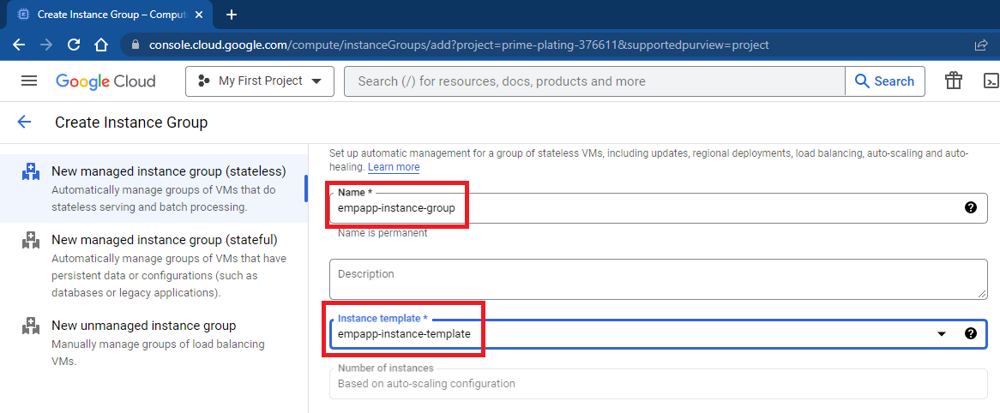 Create Instance Group – Comput
console.cloud.google.com/compute/instanceGroups/add?project=prime-plating-376611&supportedpurview=project
Google Cloud
My First Project
Search (/) for resources, docs, products and more
Search
Create Instance Group
New managed instance group (stateless)
Automatically manage groups of VMs that do
stateless serving and batch processing.
New managed instance group (stateful)
Automatically manage groups of VMs that have
persistent data or configurations (such as
databases or legacy applications).
New unmanaged instance group
Manually manage groups of load balancing
VMs.
Set up automatic management for a group of stateless VMs, including updates, regional deployments, load balancing, auto-scaling and auto-
healing. Learn more
Name *
empapp-instance-group
Name is permanent
Description
Instance template *
empapp-instance-template
Number of instances
Based on auto-scaling configuration